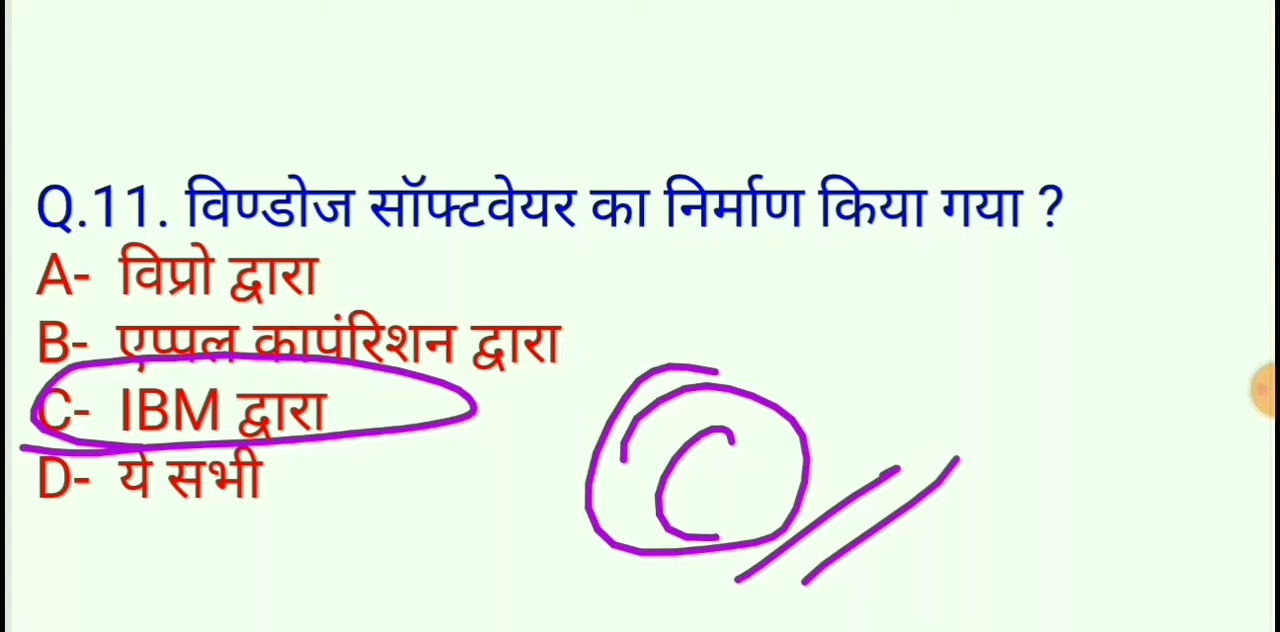 Q.11. विण्डोज सॉफ्टवेयर का निर्माण किया गया ?
A- विप्रो द्वारा
B- एप्पल कापंरिशन द्वारा
C- IBM द्वारा
D- ये सभी
C